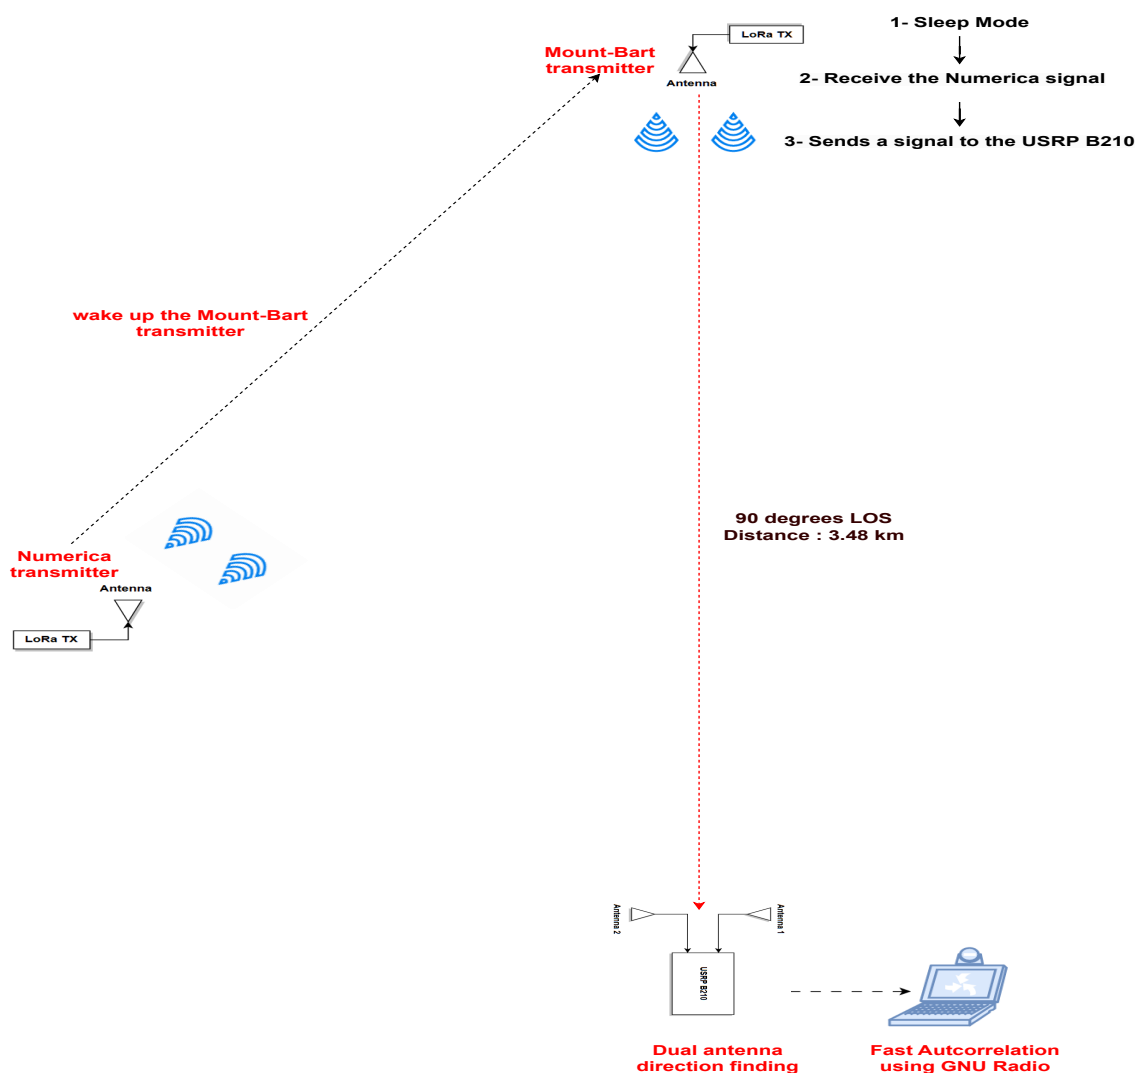 LoRa TX
Mount-Bart
transmitter
Antenna
1- Sleep Mode
2- Receive the Numerica signal
3- Sends a signal to the USRP B210
wake up the Mount-Bart
transmitter
90 degrees LOS
Distance : 3.48 km
Numerica
transmitter
Antenna
LoRa TX
Antenna 2
Antenna 1
USRP B210
Dual antenna
direction finding
Fast Autcorrelation
using GNU Radio